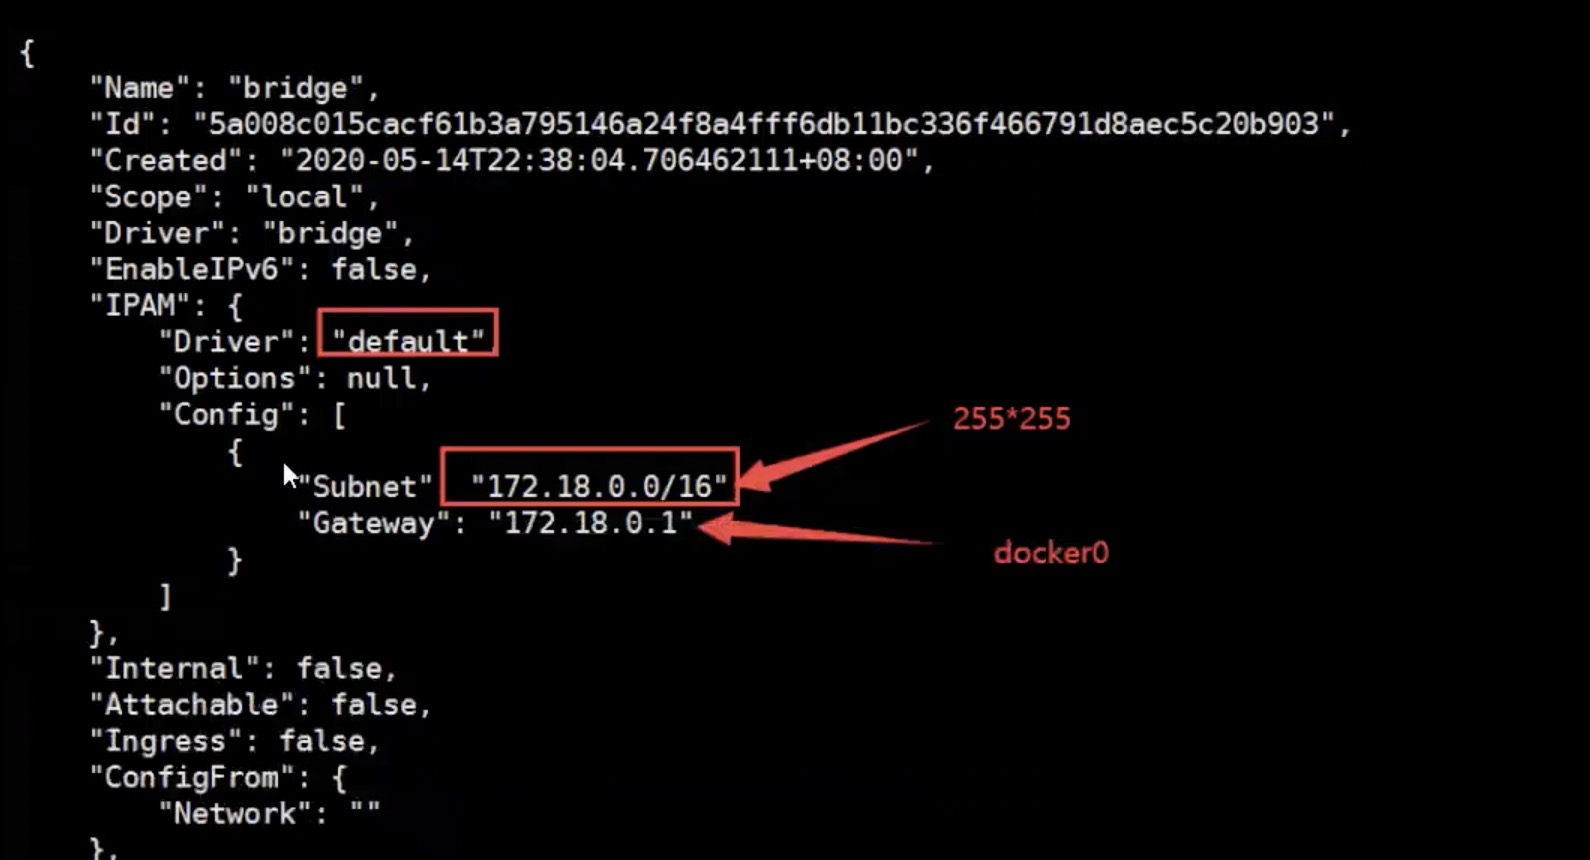 {
"Name": "bridge",
"Id": "5a008c015cacf61b3a795146a24f8a4fff6db11bc336f466791d8aec5c20b903",
"Created": "2020-05-14T22:38:04.706462111+08:00",
"Scope": "local",
"Driver": "bridge",
"EnableIPv6": false,
"IPAM": {
"Driver": "default"
"Options": null,
"Config": [
255*255
{
"Subnet" "172.18.0.0/16"
"Gateway": "172.18.0.1"
docker0
}
]
},
"Internal": false,
"Attachable": false,
"Ingress": false,
"ConfigFrom": {
"Network": ""
},